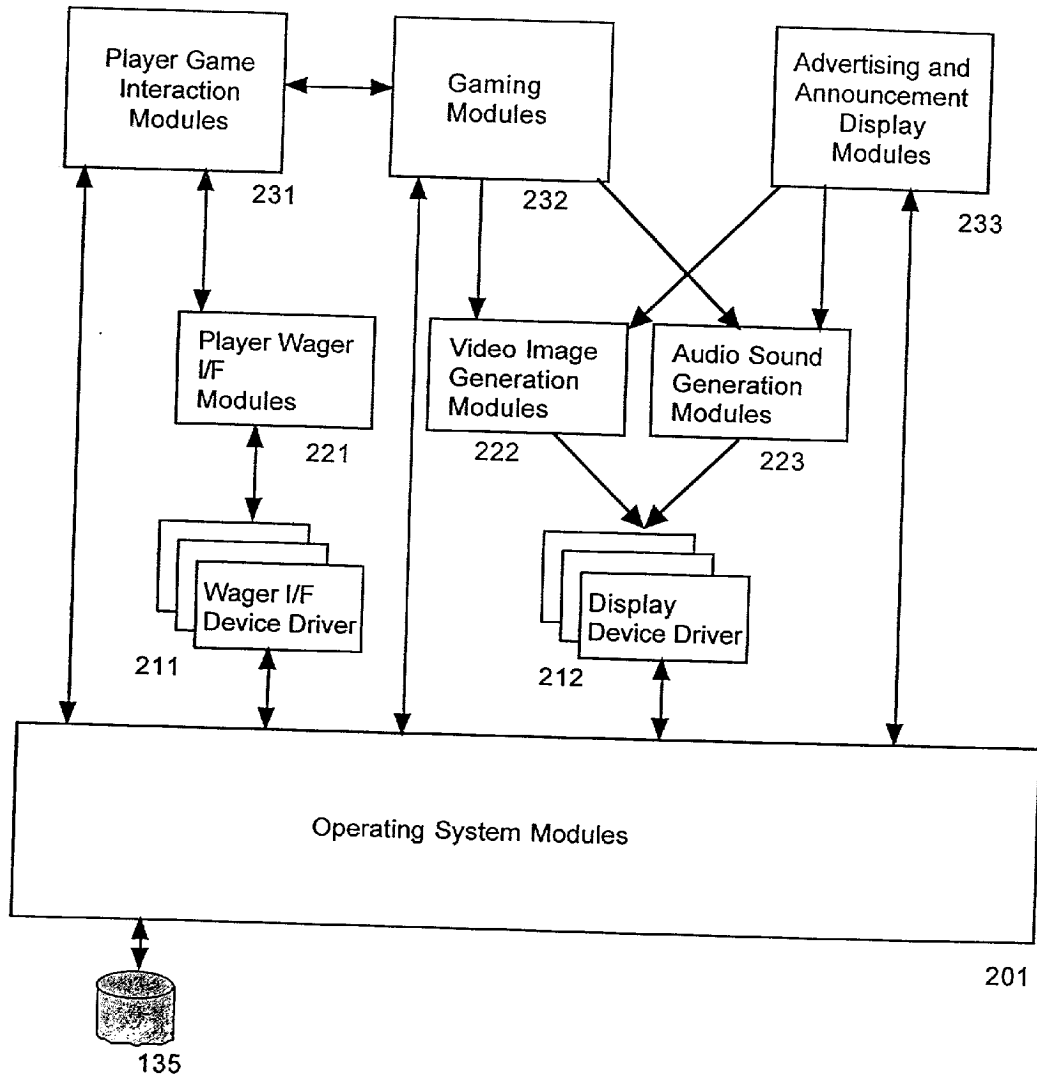 Player Game
Interaction
Modules
231
Gaming
Modules
232
Advertising and
Announcement
Display
Modules
233
Player Wager
I/F
Modules
221
Video Image
Generation
Modules
222
Audio Sound
Generation
Modules
223
Wager I/F
Device Driver
211
Display
Device Driver
212
Operating System Modules
201
135